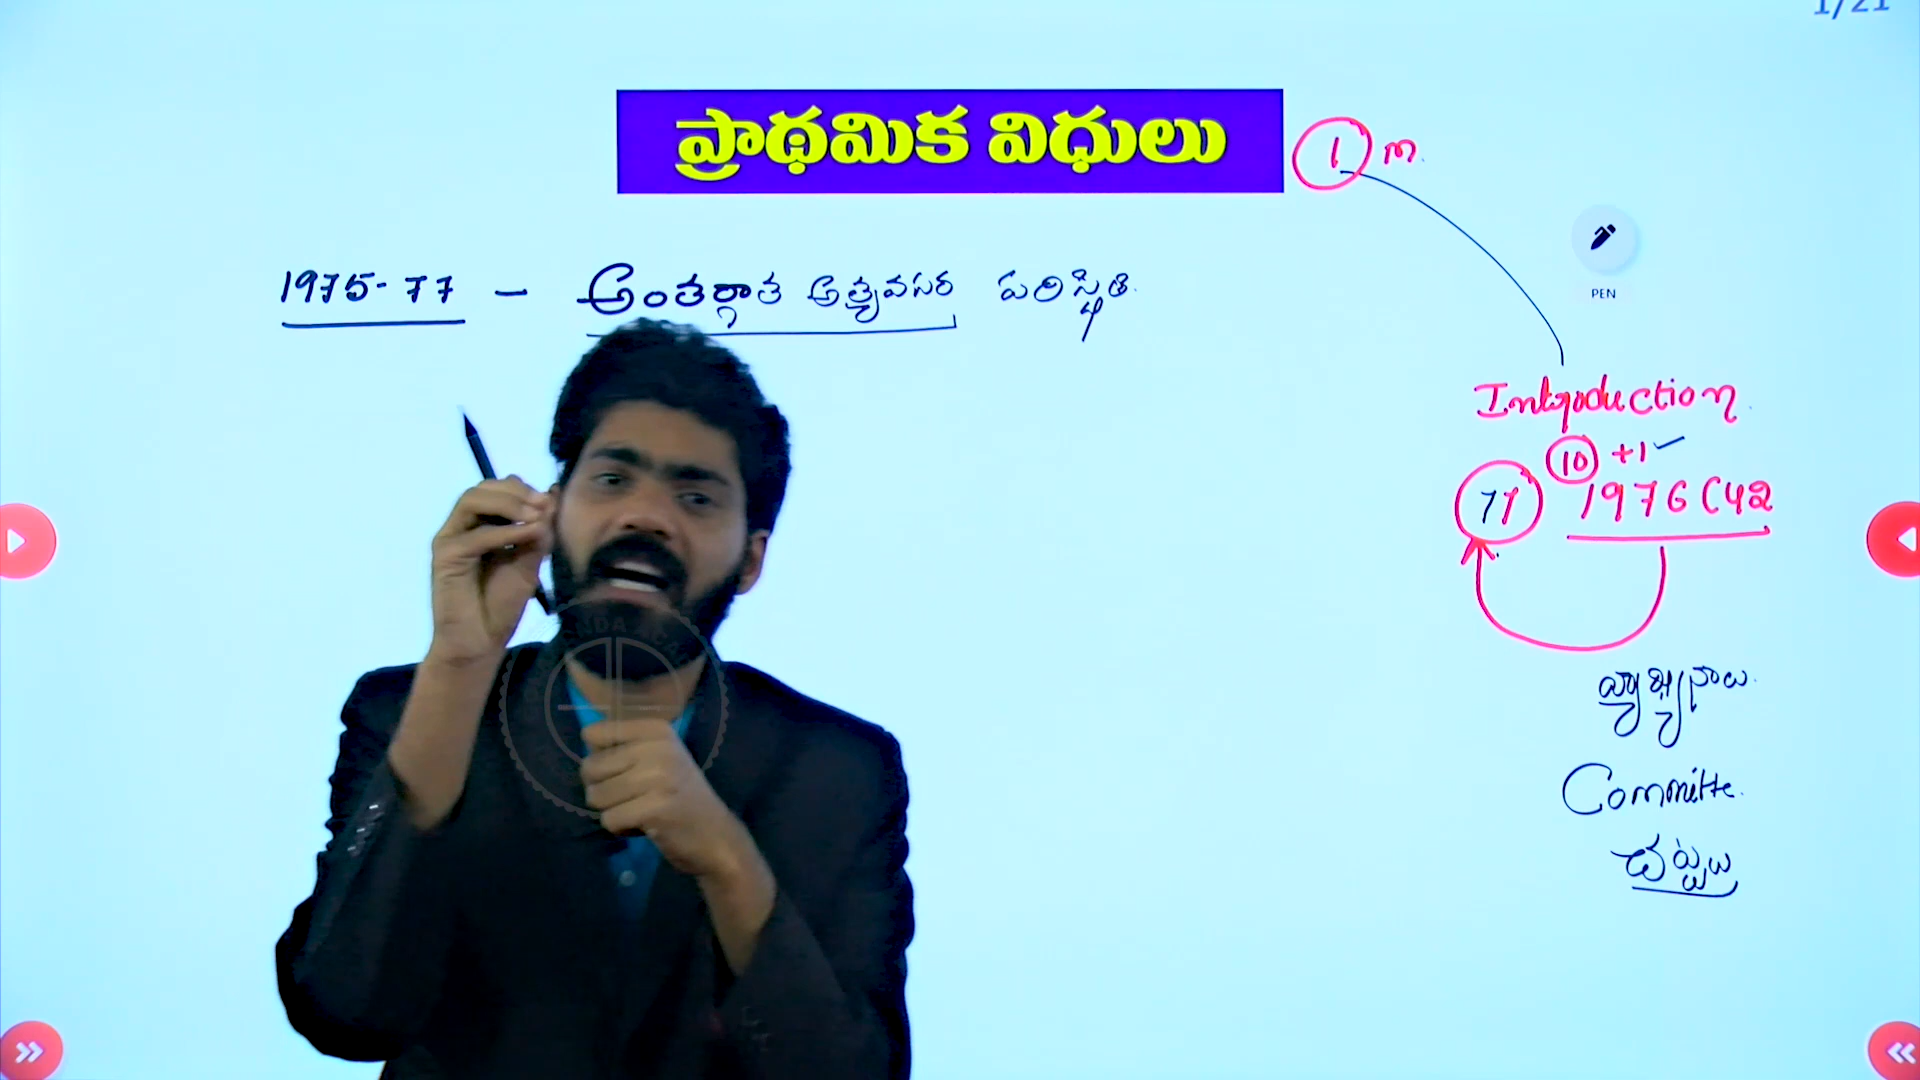 1/21
ప్రాథమిక విధులు
1 m.
1975-77 - అంతర్గత అత్యవసర పరిస్థితి.
PEN
Introduction.
10 +1
77 1976 (42
వ్యాఖ్యానాలు.
Committe.
చట్టాలు